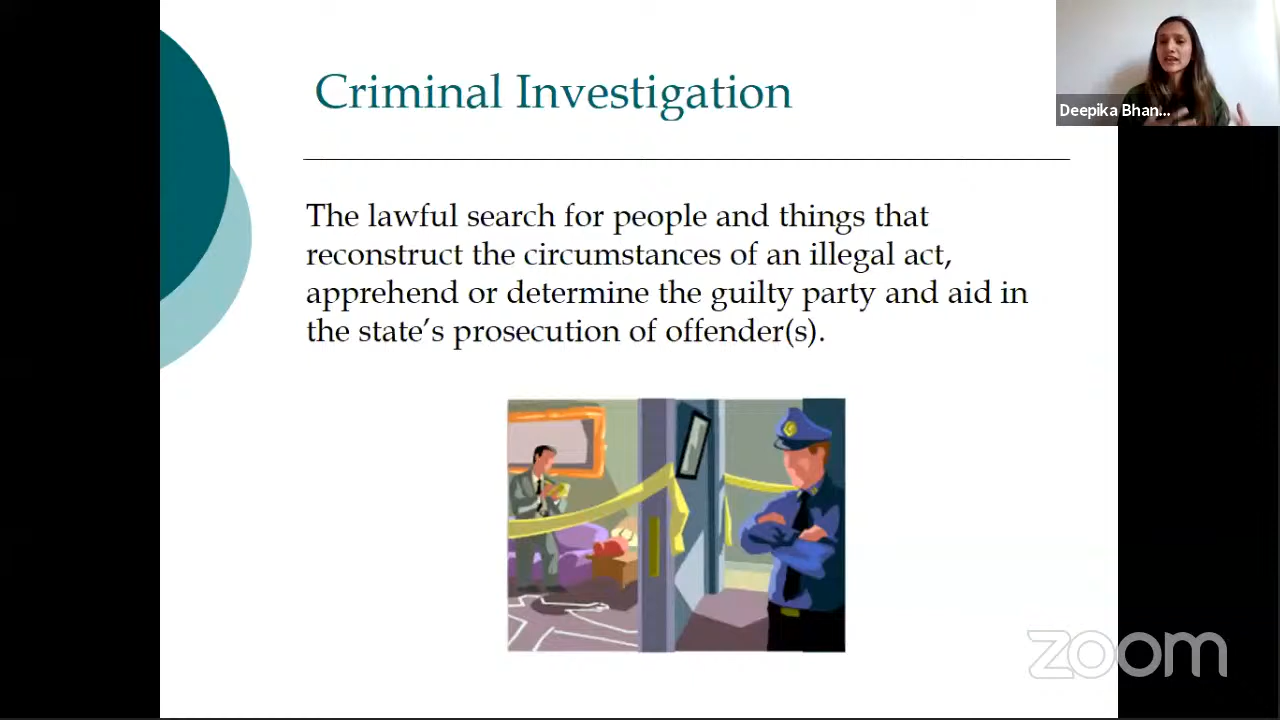 Criminal Investigation
Deepika Bhan...
The lawful search for people and things that
reconstruct the circumstances of an illegal act,
apprehend or determine the guilty party and aid in
the state’s prosecution of offender(s).
zoom